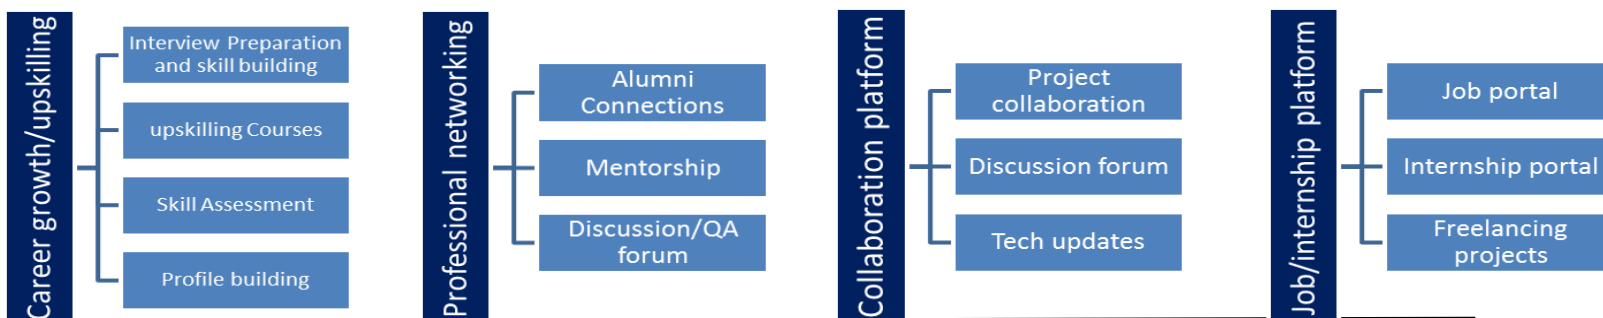 Career growth/upskilling
Interview Preparation
and skill building
upskilling Courses
Skill Assessment
Profile building
Professional networking
Alumni
Connections
Mentorship
Discussion/QA
forum
Collaboration platform
Project
collaboration
Discussion forum
Tech updates
Job/internship platform
Job portal
Internship portal
Freelancing
projects